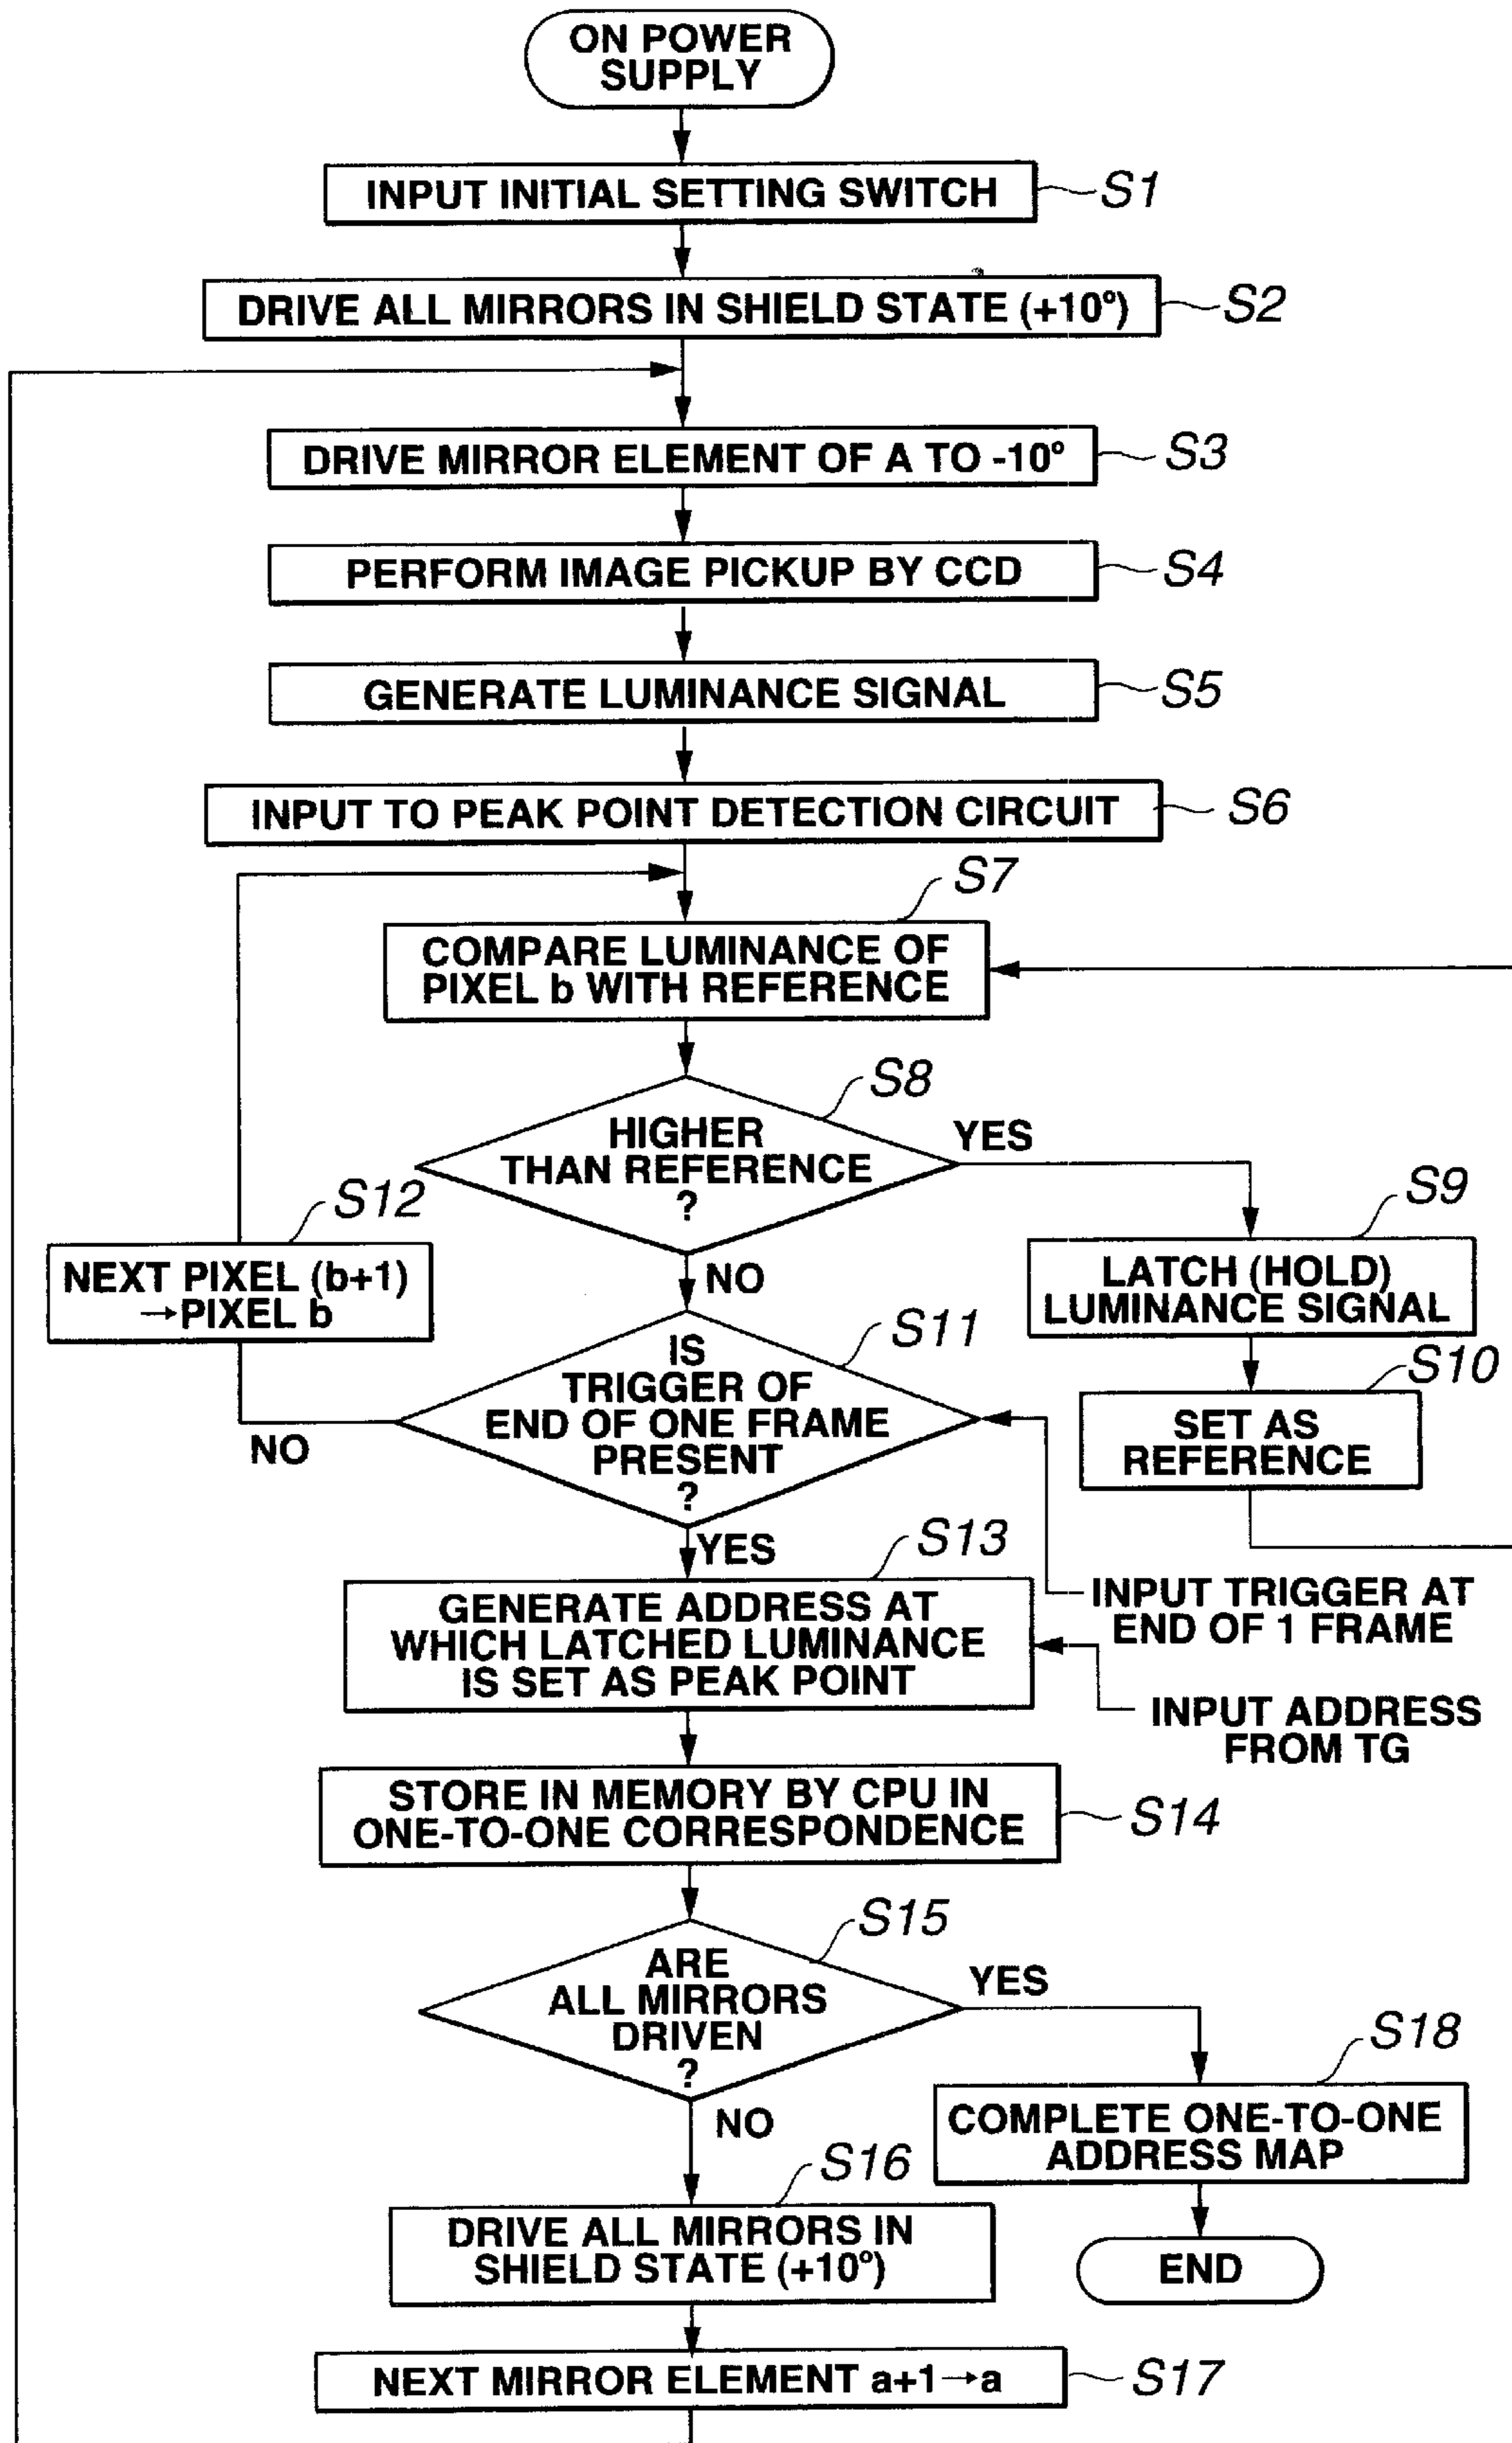 ON POWER
SUPPLY
INPUT INITIAL SETTING SWITCH
S1
DRIVE ALL MIRRORS IN SHIELD STATE (+10°)
S2
DRIVE MIRROR ELEMENT OF A TO -10°
S3
PERFORM IMAGE PICKUP BY CCD
S4
GENERATE LUMINANCE SIGNAL
S5
INPUT TO PEAK POINT DETECTION CIRCUIT
S6
S7
COMPARE LUMINANCE OF
PIXEL b WITH REFERENCE
S8
HIGHER
THAN REFERENCE
?
YES
NO
S12
NEXT PIXEL (b+1)
→PIXEL b
S9
LATCH (HOLD)
LUMINANCE SIGNAL
S10
SET AS
REFERENCE
S11
IS
TRIGGER OF
END OF ONE FRAME
PRESENT
?
NO
YES
INPUT TRIGGER AT
END OF 1 FRAME
S13
GENERATE ADDRESS AT
WHICH LATCHED LUMINANCE
IS SET AS PEAK POINT
INPUT ADDRESS
FROM TG
STORE IN MEMORY BY CPU IN
ONE-TO-ONE CORRESPONDENCE
S14
S15
ARE
ALL MIRRORS
DRIVEN
?
YES
NO
S18
COMPLETE ONE-TO-ONE
ADDRESS MAP
END
S16
DRIVE ALL MIRRORS IN
SHIELD STATE (+10°)
NEXT MIRROR ELEMENT a+1→a
S17